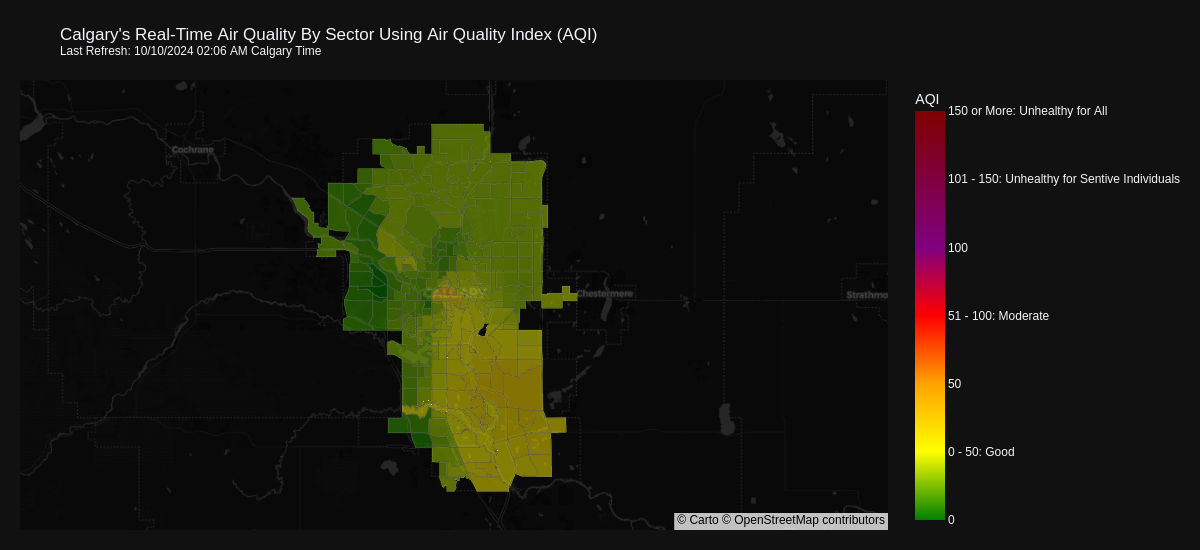 Calgary's Real-Time Air Quality By Sector Using Air Quality Index (AQI)
Last Refresh: 10/10/2024 02:06 AM Calgary Time
AQI
150 or More: Unhealthy for All
Cochrane
101 - 150: Unhealthy for Sentive Individuals
100
CALGARY
Chestermere
Strathmo
51 - 100: Moderate
50
0 - 50: Good
© Carto © OpenStreetMap contributors
0